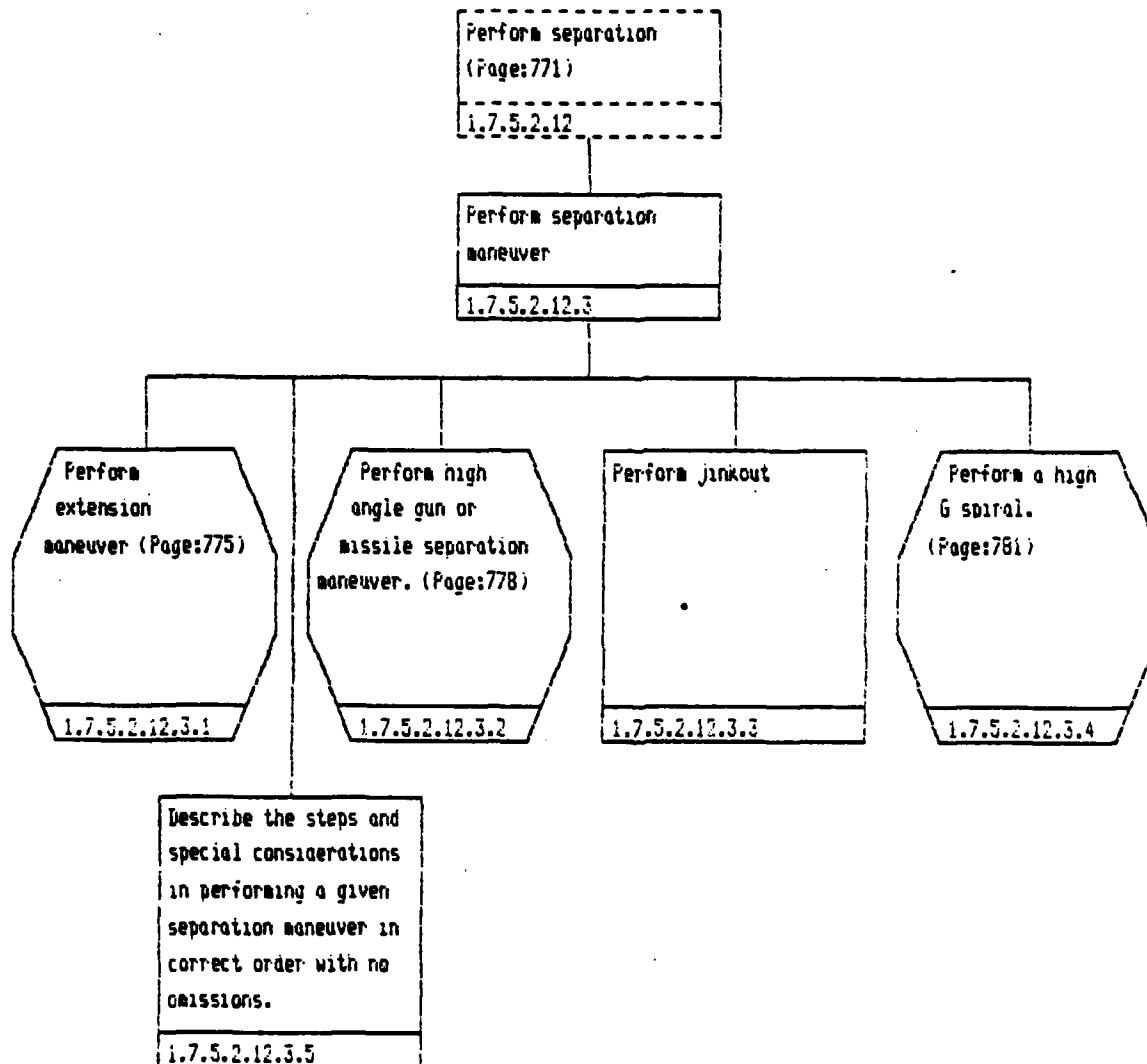 Perform separation
(Page:771)
1.7.5.2.12
Perform separation
maneuver
1.7.5.2.12.3
Perform
extension
maneuver (Page:775)
1.7.5.2.12.3.1
Perform high
angle gun or
missile separation
maneuver. (Page:778)
1.7.5.2.12.3.2
Perform jinkout
1.7.5.2.12.3.3
Perform a high
G spiral.
(Page:781)
1.7.5.2.12.3.4
Describe the steps and
special considerations
in performing a given
separation maneuver in
correct order with no
omissions.
1.7.5.2.12.3.5